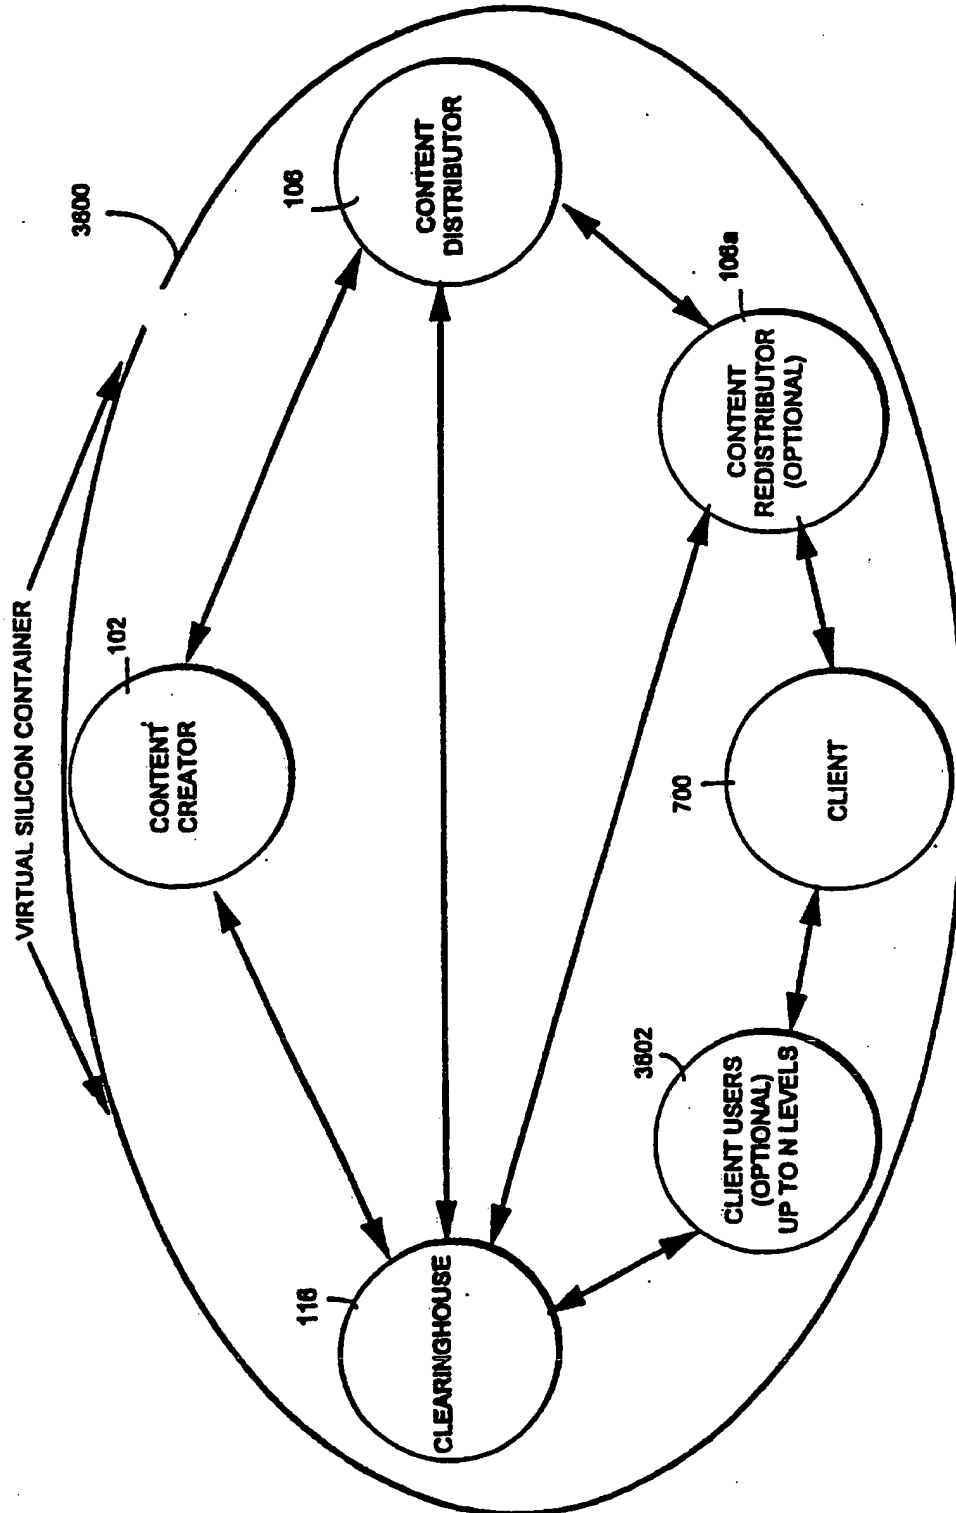 VIRTUAL SILICON CONTAINER
3600
102
CONTENT
CREATOR
106
CONTENT
DISTRIBUTOR
116
CLEARINGHOUSE
106a
CONTENT
REDISTRIBUTOR
(OPTIONAL)
3602
CLIENT USERS
(OPTIONAL)
UP TO N LEVELS
700
CLIENT